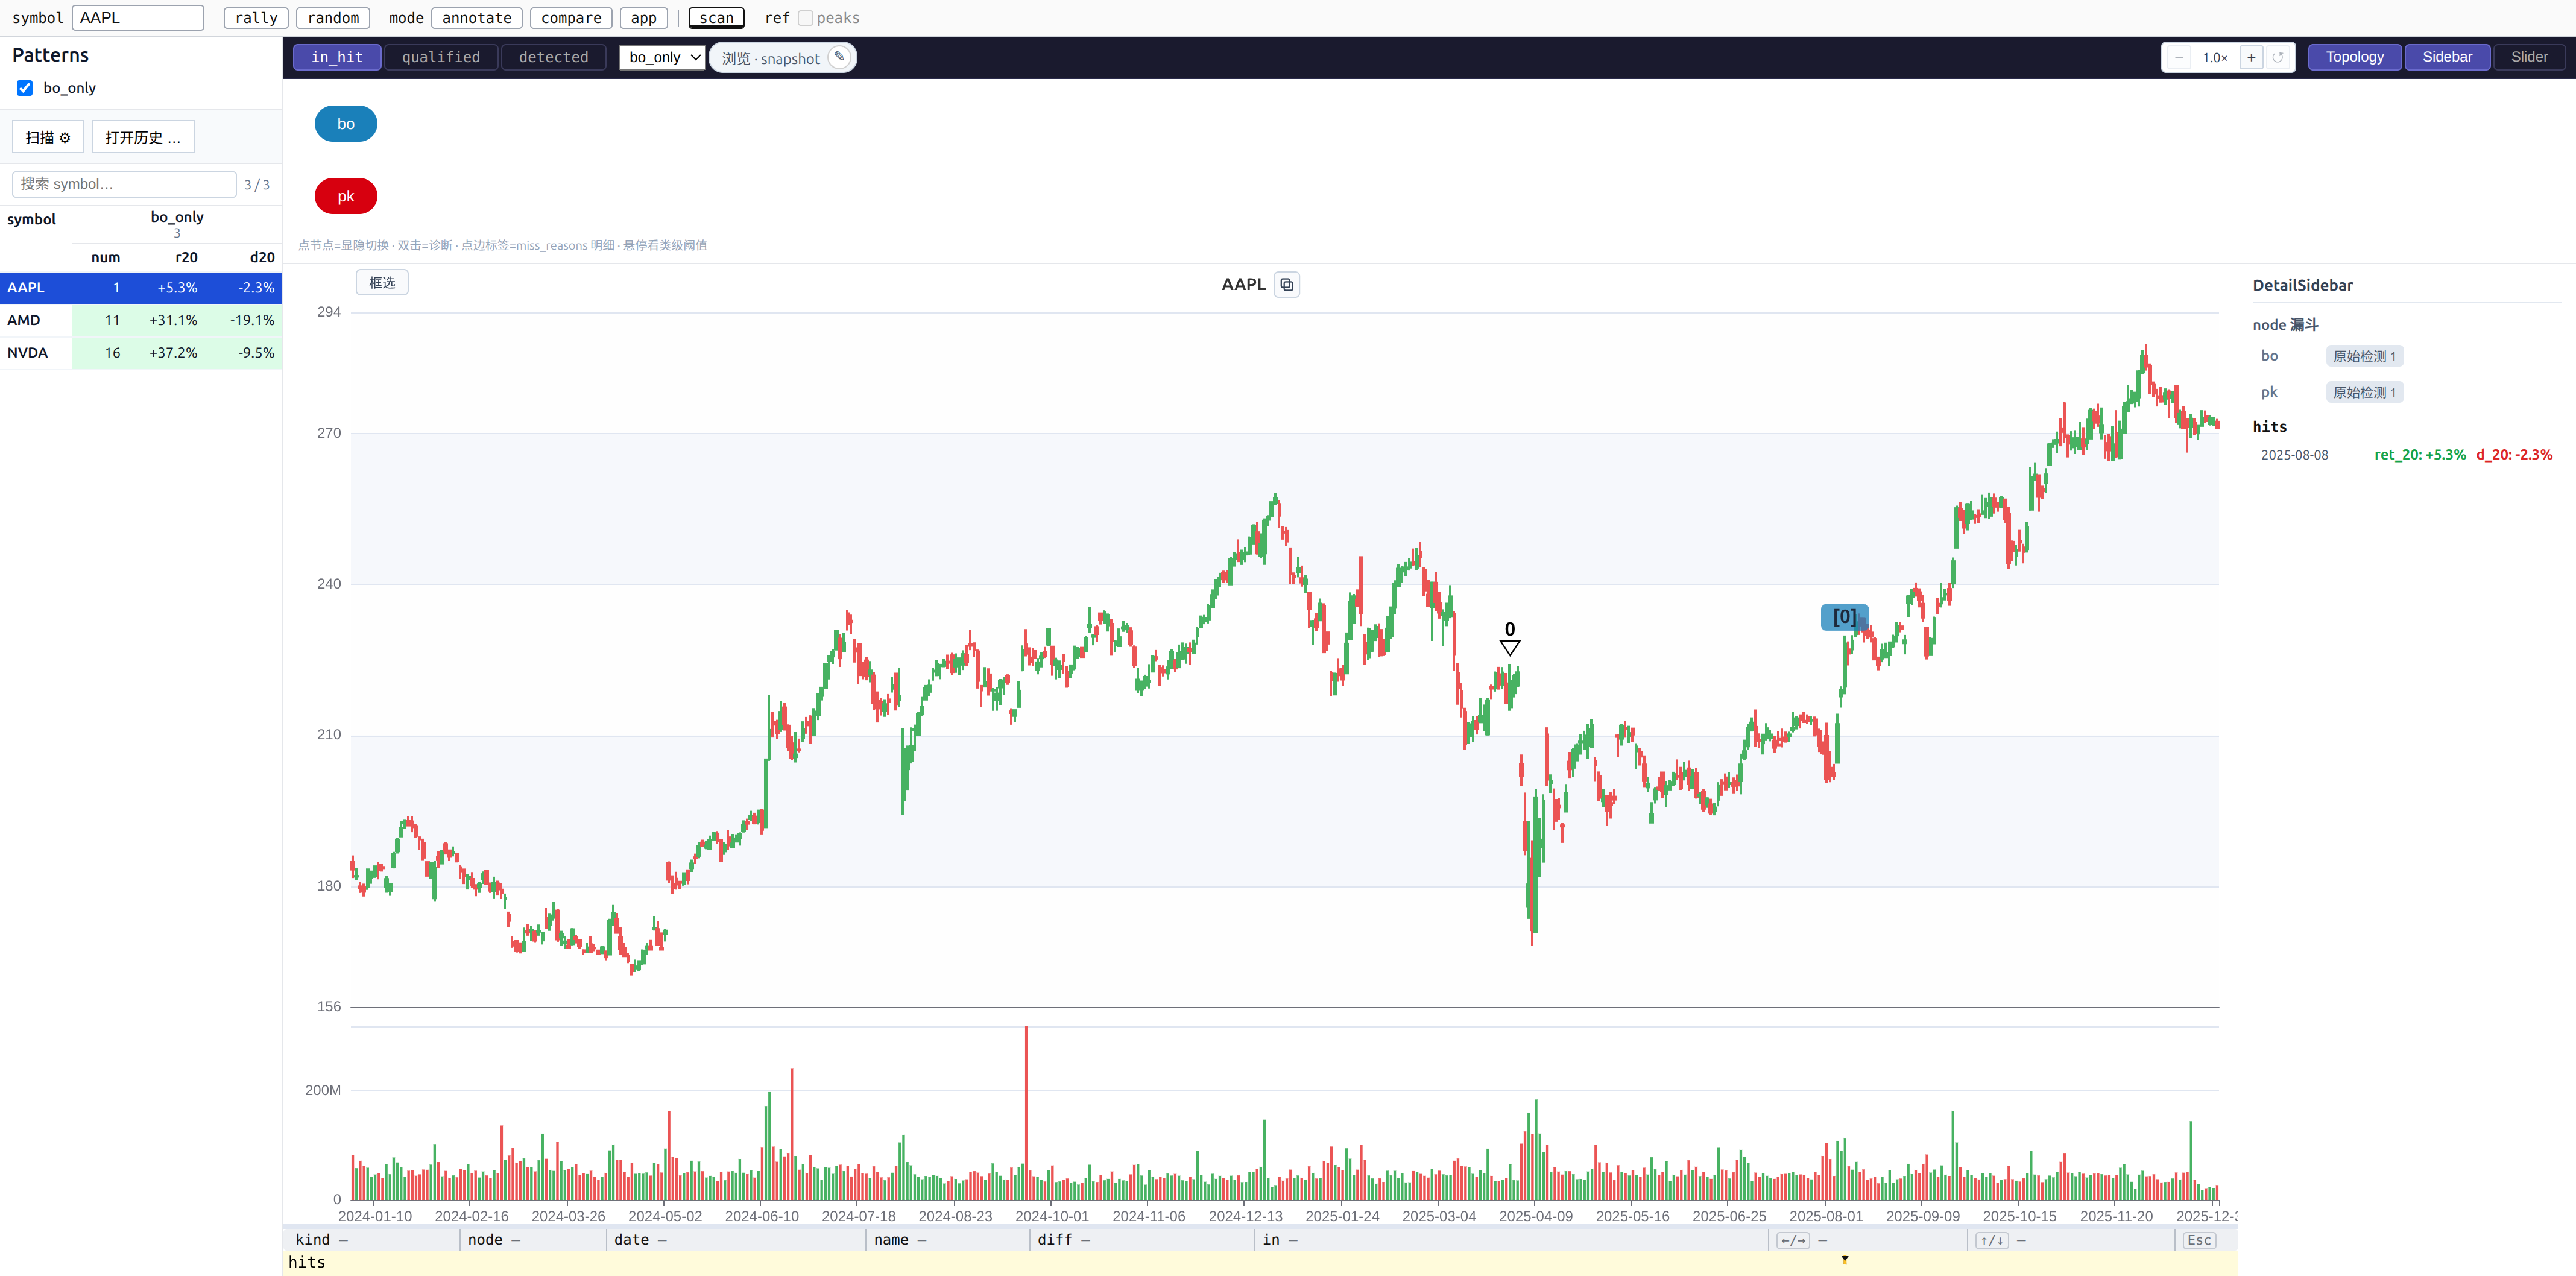 symbol AAPL rally random mode annotate compare app | scan ref peaks
Patterns
bo_only
扫描 ⚙ 打开历史 …
搜索 symbol… 3 / 3
symbol bo_only
3
num r20 d20
AAPL 1 +5.3% -2.3%
AMD 11 +31.1% -19.1%
NVDA 16 +37.2% -9.5%
in_hit qualified detected bo_only 浏览 · snapshot ✎ − 1.0× + ↺ Topology Sidebar Slider
bo
pk
点节点=显隐切换 · 双击=诊断 · 点边标签=miss_reasons 明细 · 悬停看类级阈值
框选 AAPL
294
270
240
210
180
156
0
[0]
200M
0
2024-01-10 2024-02-16 2024-03-26 2024-05-02 2024-06-10 2024-07-18 2024-08-23 2024-10-01 2024-11-06 2024-12-13 2025-01-24 2025-03-04 2025-04-09 2025-05-16 2025-06-25 2025-08-01 2025-09-09 2025-10-15 2025-11-20 2025-12-3
kind — node — date — name — diff — in — ←/→ — ↑/↓ — Esc
hits
DetailSidebar
node 漏斗
bo 原始检测 1
pk 原始检测 1
hits
2025-08-08 ret_20: +5.3% d_20: -2.3%